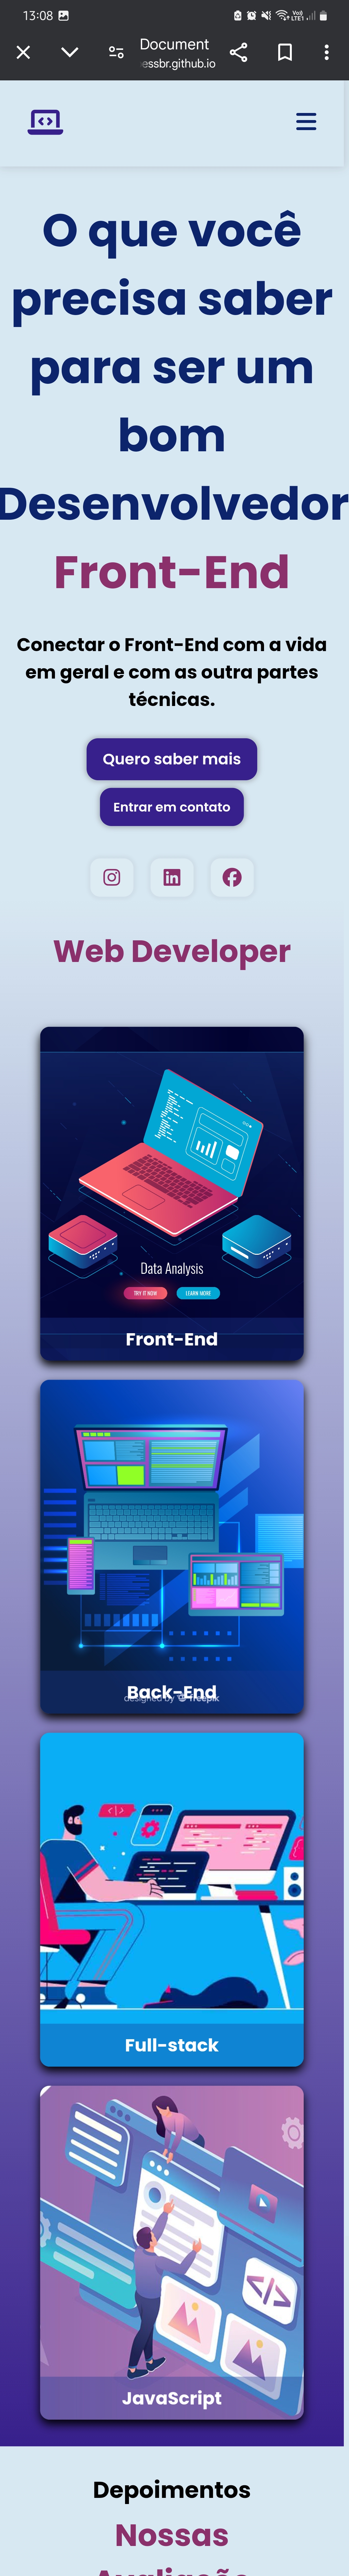 13:08
Document
essbr.github.io
O que você
precisa saber
para ser um
bom
Desenvolvedor
Front-End
Conectar o Front-End com a vida
em geral e com as outra partes
técnicas.
Quero saber mais
Entrar em contato
Web Developer
Data Analysis
TRY IT NOW
LEARN MORE
Front-End
Back-End
designed by freepik
Full-stack
JavaScript
Depoimentos
Nossas